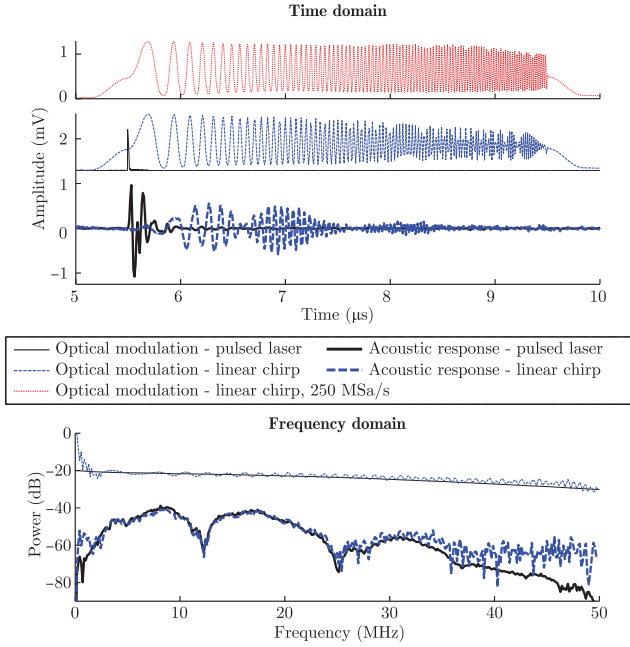 Time domain
1
0
2
1
0
−1
Amplitude (mV)
5 6 7 8 9 10
Time (μs)
Optical modulation - pulsed laser
Acoustic response - pulsed laser
Optical modulation - linear chirp
Acoustic response - linear chirp
Optical modulation - linear chirp, 250 MSa/s
Frequency domain
0
−20
−40
−60
−80
Power (dB)
0 10 20 30 40 50
Frequency (MHz)